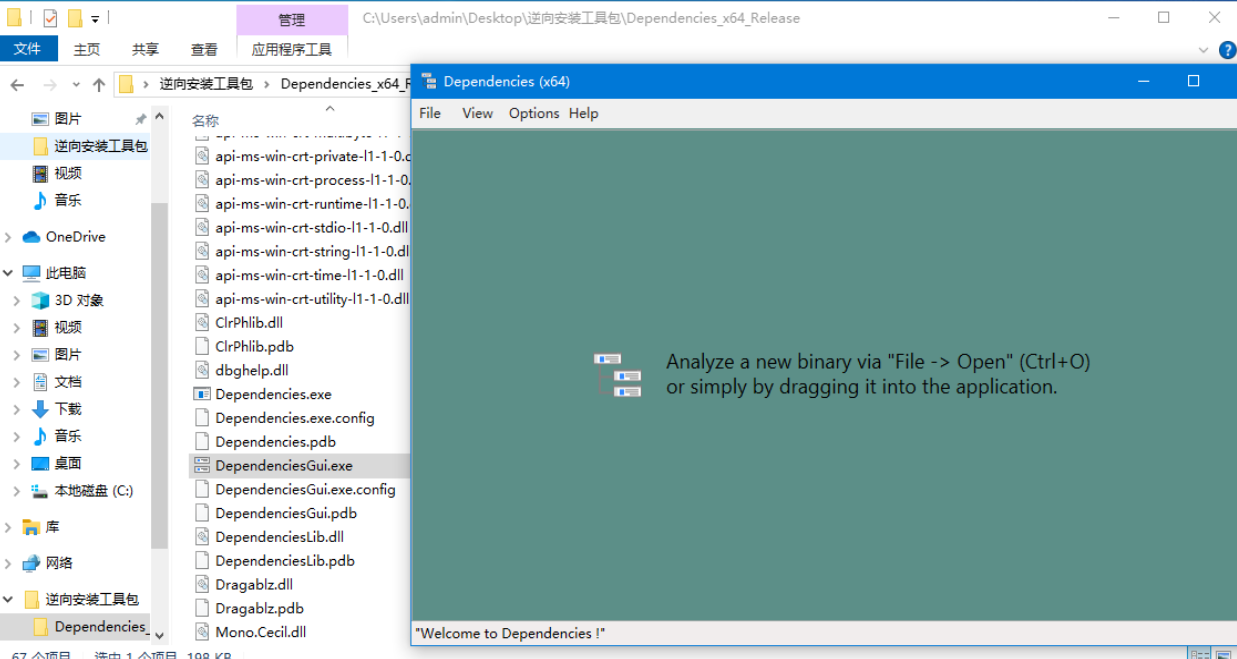 管理
C:\Users\admin\Desktop\逆向安装工具包\Dependencies_x64_Release
文件
主页
共享
查看
应用程序工具
逆向安装工具包
Dependencies_x64_R
Dependencies (x64)
File
View
Options
Help
图片
逆向安装工具包
视频
音乐
OneDrive
此电脑
3D 对象
视频
图片
文档
下载
音乐
桌面
本地磁盘 (C:)
库
网络
逆向安装工具包
Dependencies_
名称
api-ms-win-crt-private-l1-1-0.d
api-ms-win-crt-process-l1-1-0.
api-ms-win-crt-runtime-l1-1-0.
api-ms-win-crt-stdio-l1-1-0.dll
api-ms-win-crt-string-l1-1-0.dl
api-ms-win-crt-time-l1-1-0.dll
api-ms-win-crt-utility-l1-1-0.dll
ClrPhlib.dll
ClrPhlib.pdb
dbghelp.dll
Dependencies.exe
Dependencies.exe.config
Dependencies.pdb
DependenciesGui.exe
DependenciesGui.exe.config
DependenciesGui.pdb
DependenciesLib.dll
DependenciesLib.pdb
Dragablz.dll
Dragablz.pdb
Mono.Cecil.dll
Analyze a new binary via "File -> Open" (Ctrl+O)
or simply by dragging it into the application.
"Welcome to Dependencies !"
67 个项目
选中 1 个项目 198 KB